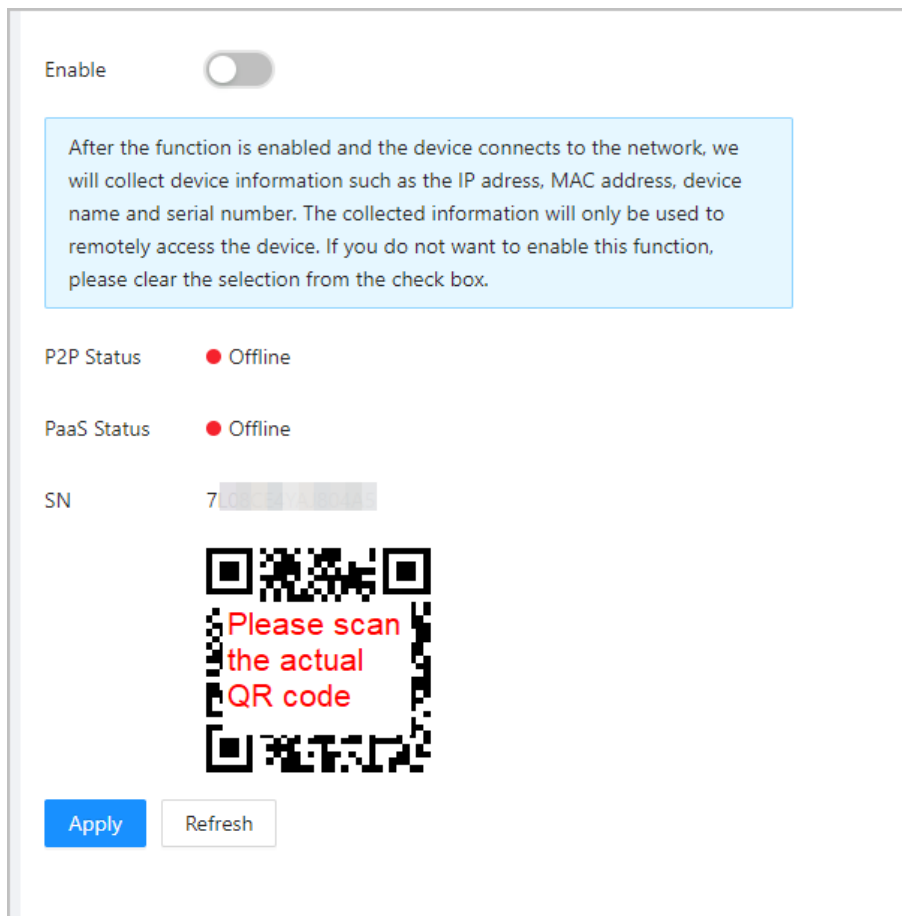 Enable
After the function is enabled and the device connects to the network, we
will collect device information such as the IP adress, MAC address, device
name and serial number. The collected information will only be used to
remotely access the device. If you do not want to enable this function,
please clear the selection from the check box.
P2P Status Offline
PaaS Status Offline
SN 7
Please scan
the actual
QR code
Apply Refresh